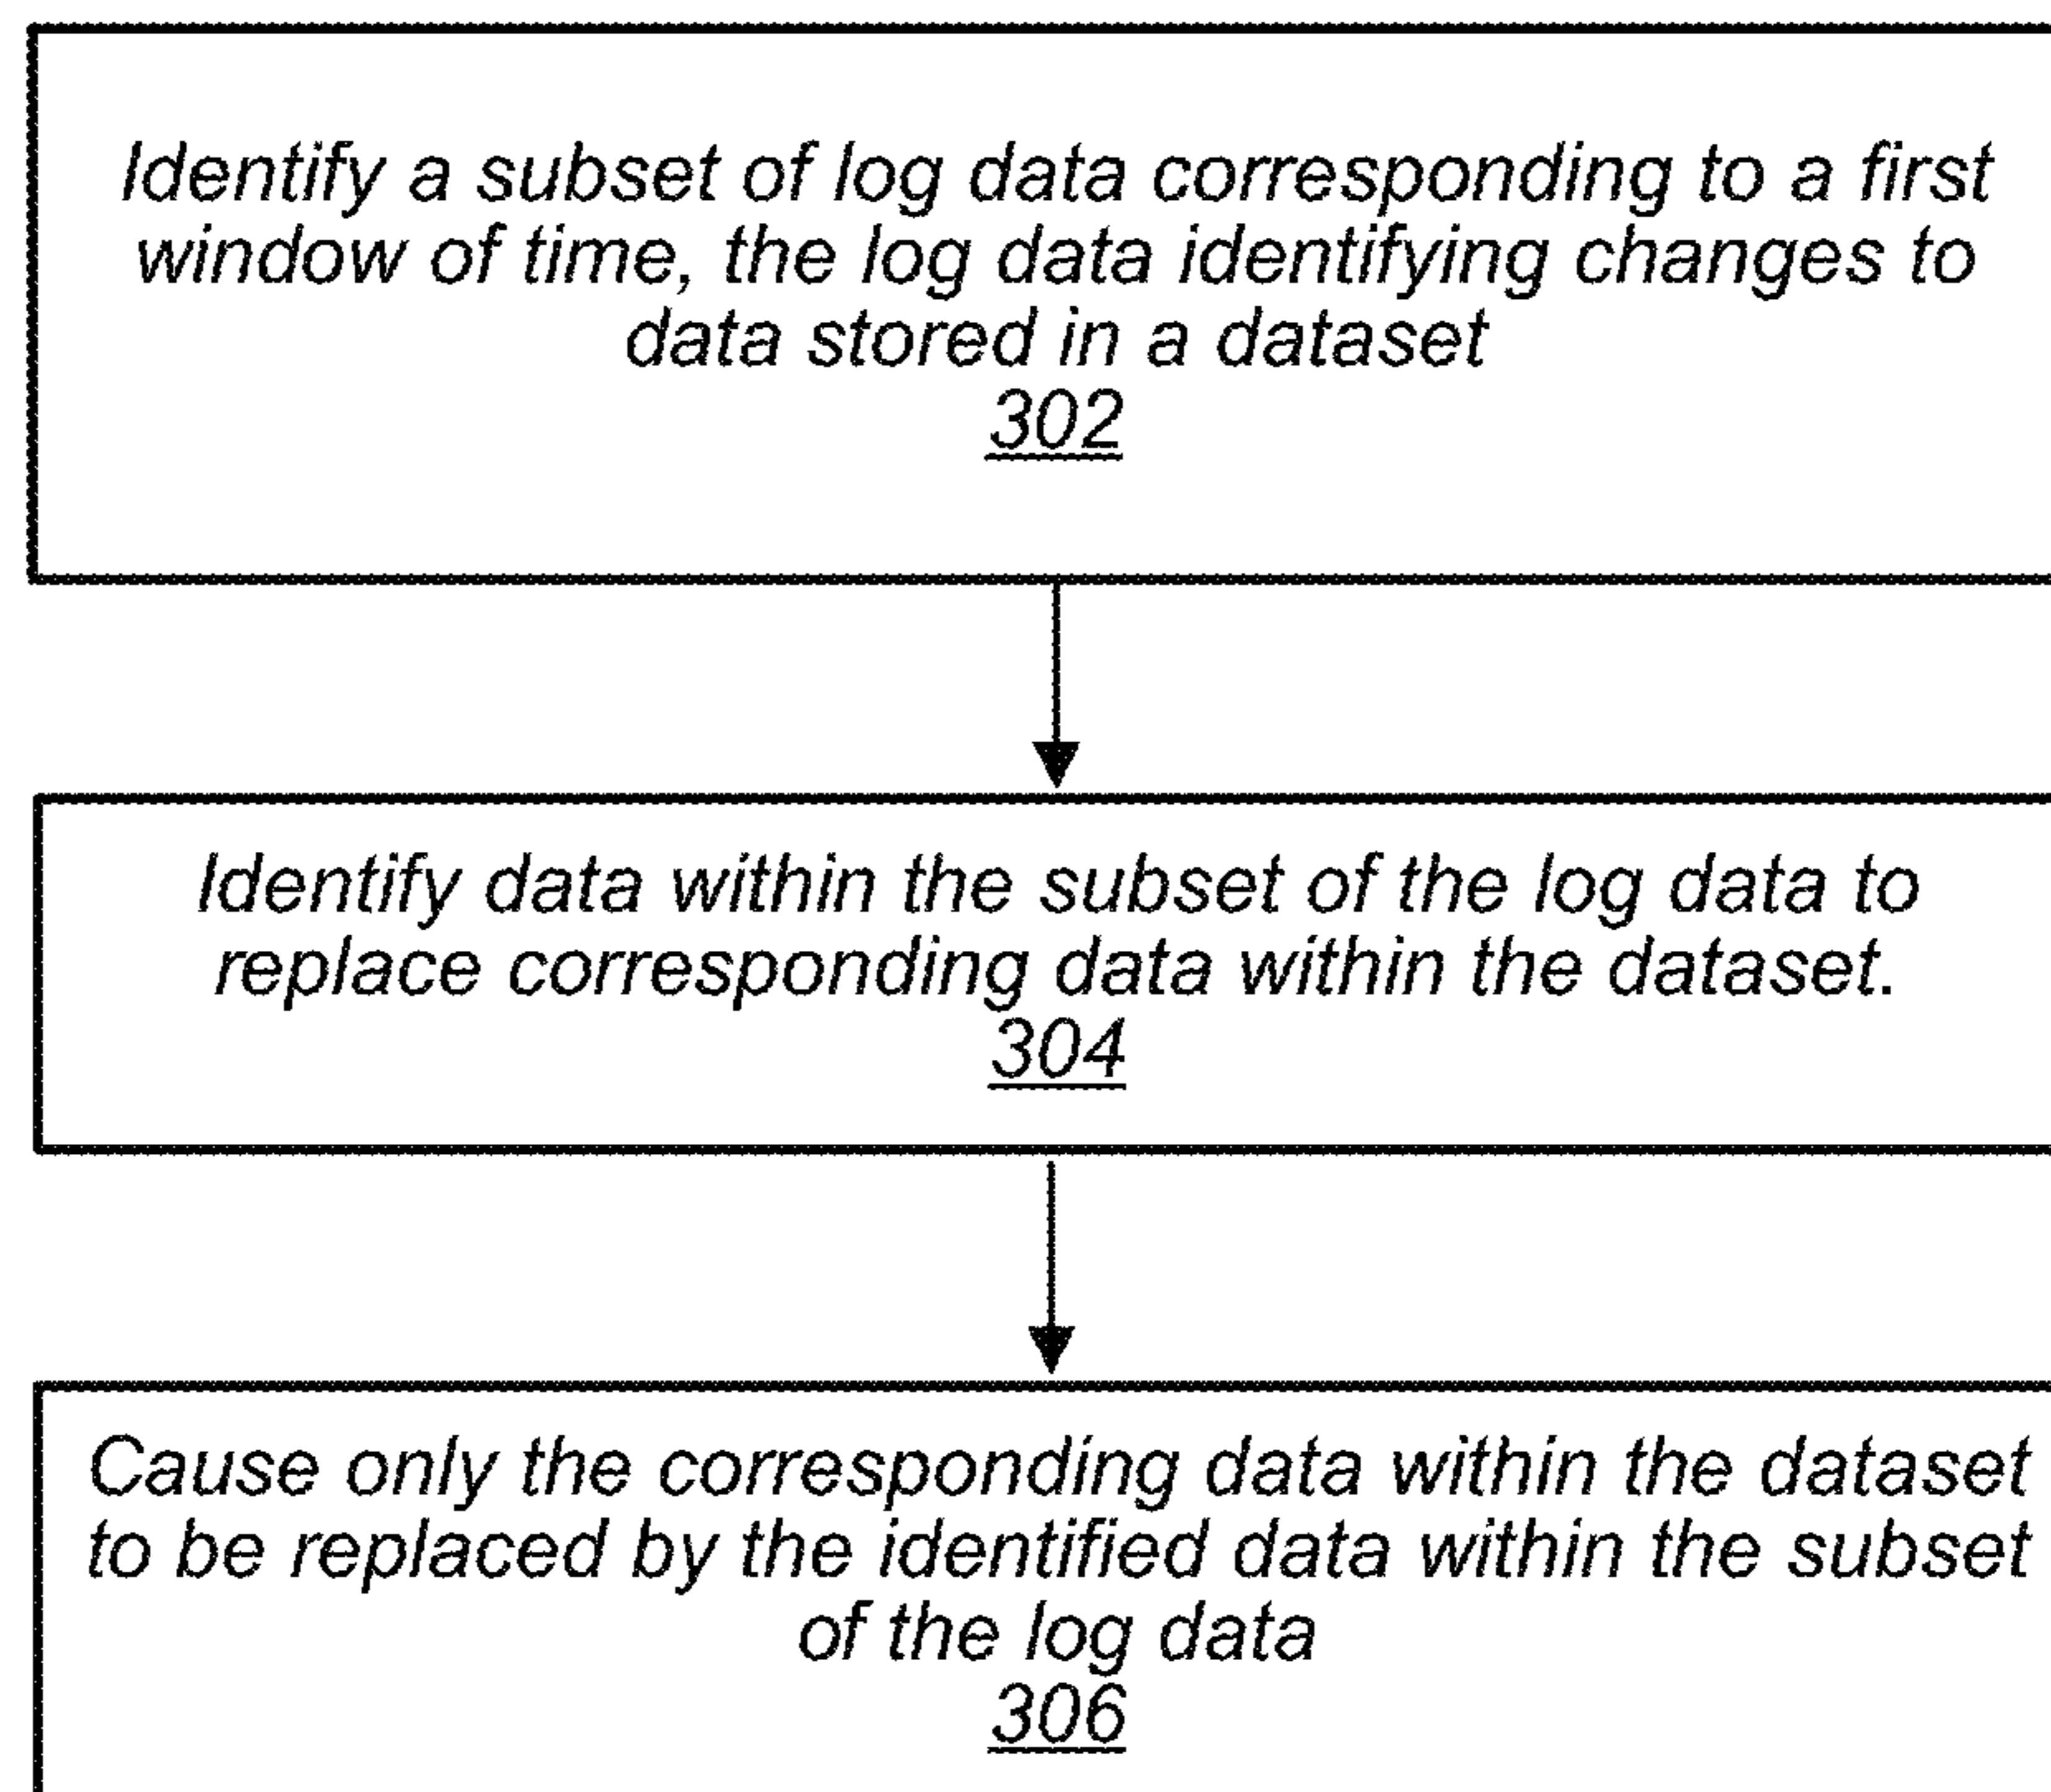 Identify a subset of log data corresponding to a first
window of time, the log data identifying changes to
data stored in a dataset
302
Identify data within the subset of the log data to
replace corresponding data within the dataset.
304
Cause only the corresponding data within the dataset
to be replaced by the identified data within the subset
of the log data
306